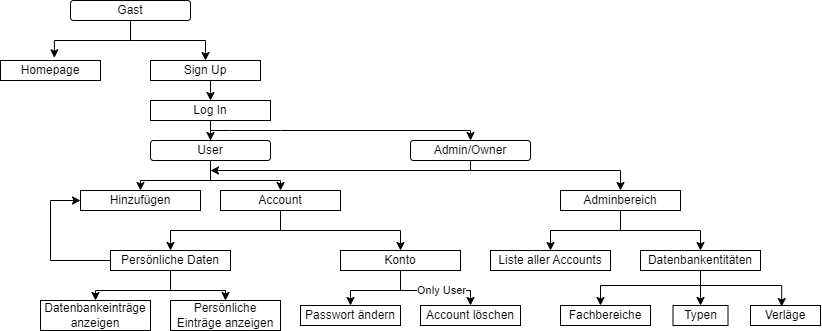 Gast
Homepage
Sign Up
Log In
User
Admin/Owner
Hinzufügen
Account
Adminbereich
Persönliche Daten
Konto
Liste aller Accounts
Datenbankentitäten
Only User
Datenbankeinträge
anzeigen
Persönliche
Einträge anzeigen
Passwort ändern
Account löschen
Fachbereiche
Typen
Verläge